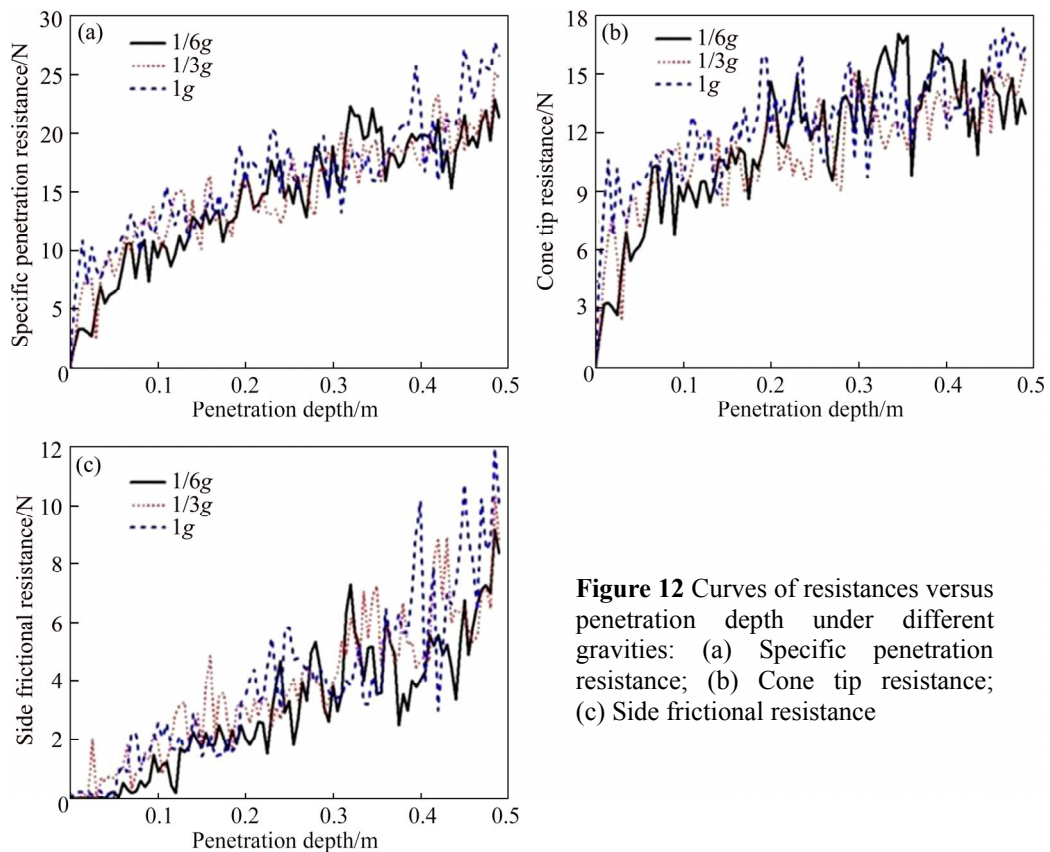 (a)
1/6g
1/3g
1g
Specific penetration resistance/N
30
25
20
15
10
5
0
0.1 0.2 0.3 0.4 0.5
Penetration depth/m
(b)
1/6g
1/3g
1g
Cone tip resistance/N
18
15
12
9
6
3
0
0.1 0.2 0.3 0.4 0.5
Penetration depth/m
(c)
1/6g
1/3g
1g
Side frictional resistance/N
12
10
8
6
4
2
0
0.1 0.2 0.3 0.4 0.5
Penetration depth/m
Figure 12 Curves of resistances versus
penetration depth under different
gravities: (a) Specific penetration
resistance; (b) Cone tip resistance;
(c) Side frictional resistance